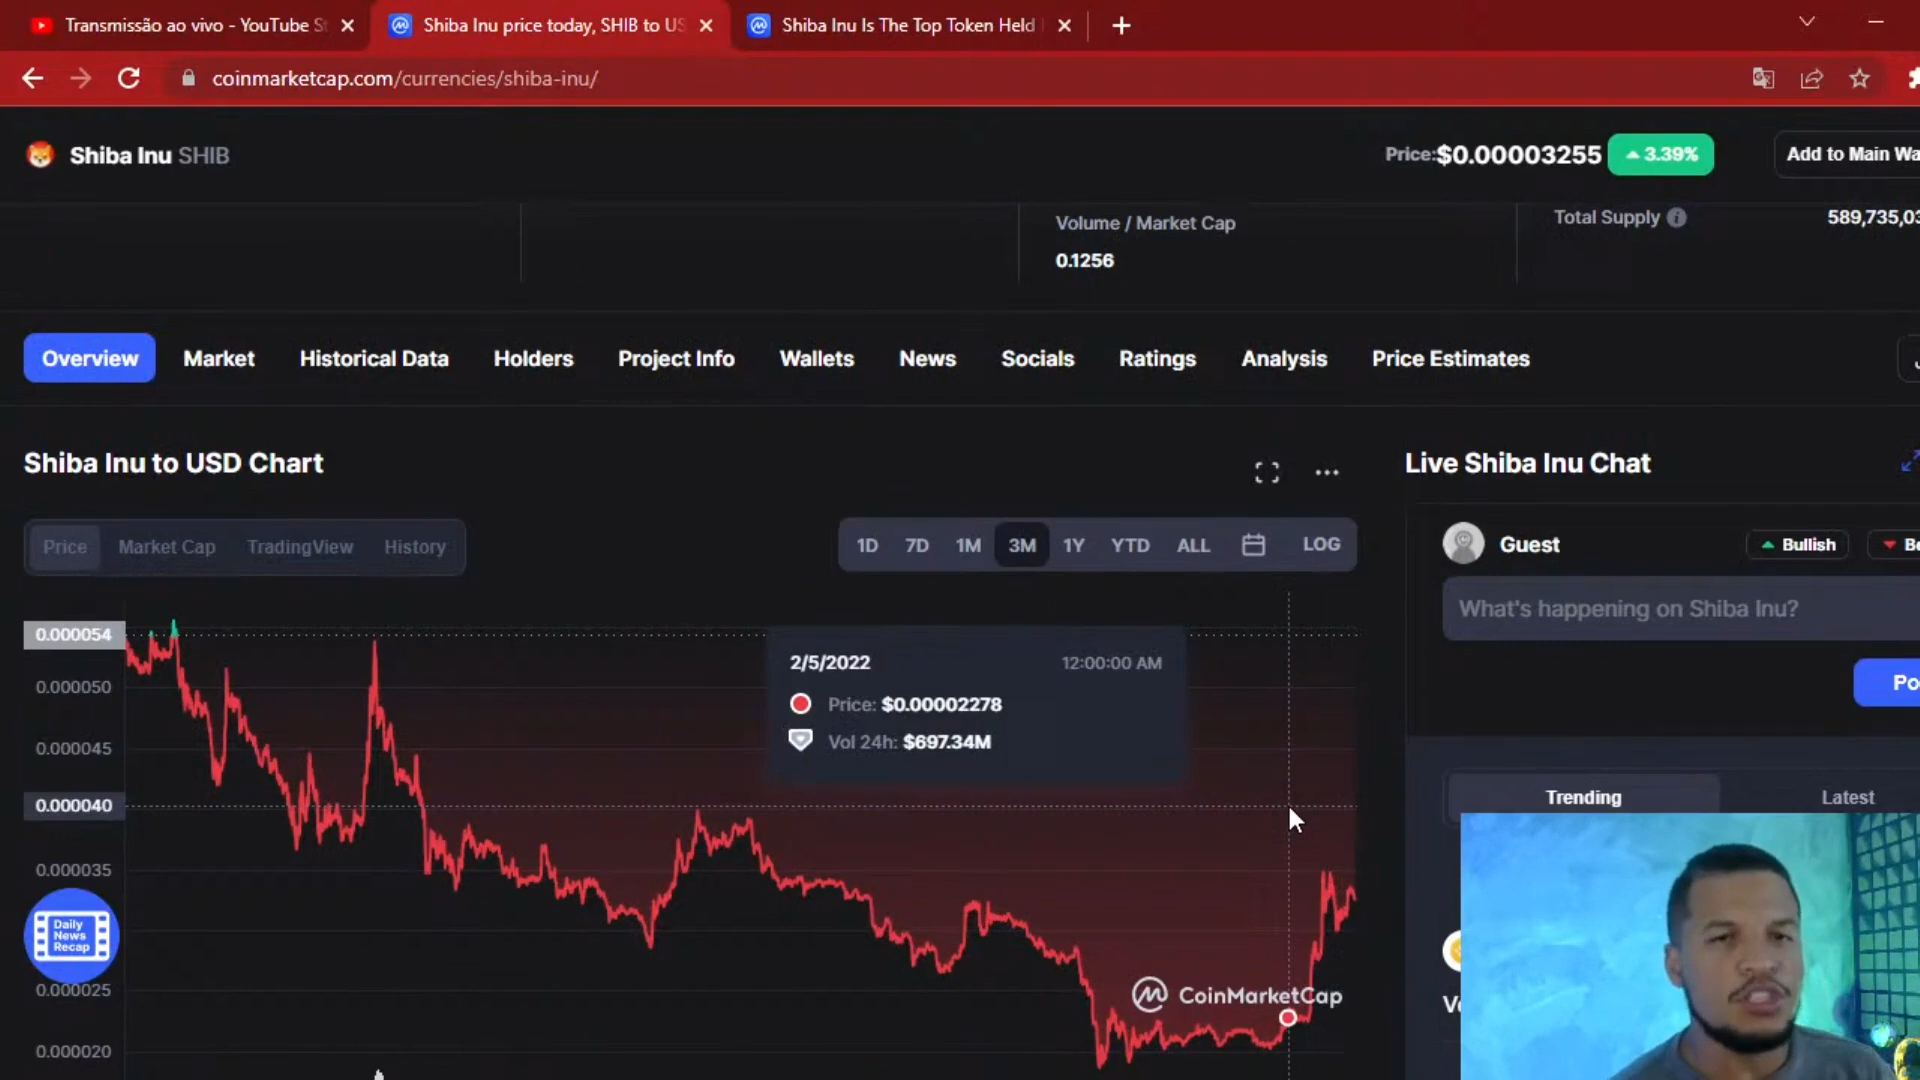 Transmissão ao vivo - YouTube St
Shiba Inu price today, SHIB to US
Shiba Inu Is The Top Token Held
coinmarketcap.com/currencies/shiba-inu/
Shiba Inu SHIB
Price:$0.00003255
3.39%
Add to Main Wa
Volume / Market Cap
0.1256
Total Supply
589,735,03
Overview Market Historical Data Holders Project Info Wallets News Socials Ratings Analysis Price Estimates
Shiba Inu to USD Chart
Live Shiba Inu Chat
Price Market Cap TradingView History
1D 7D 1M 3M 1Y YTD ALL LOG
Guest
Bullish
Be
What's happening on Shiba Inu?
Po
Trending
Latest
0.000054
0.000050
0.000045
0.000040
0.000035
0.000025
0.000020
2/5/2022 12:00:00 AM
Price: $0.00002278
Vol 24h: $697.34M
Daily
News
Recap
CoinMarketCap